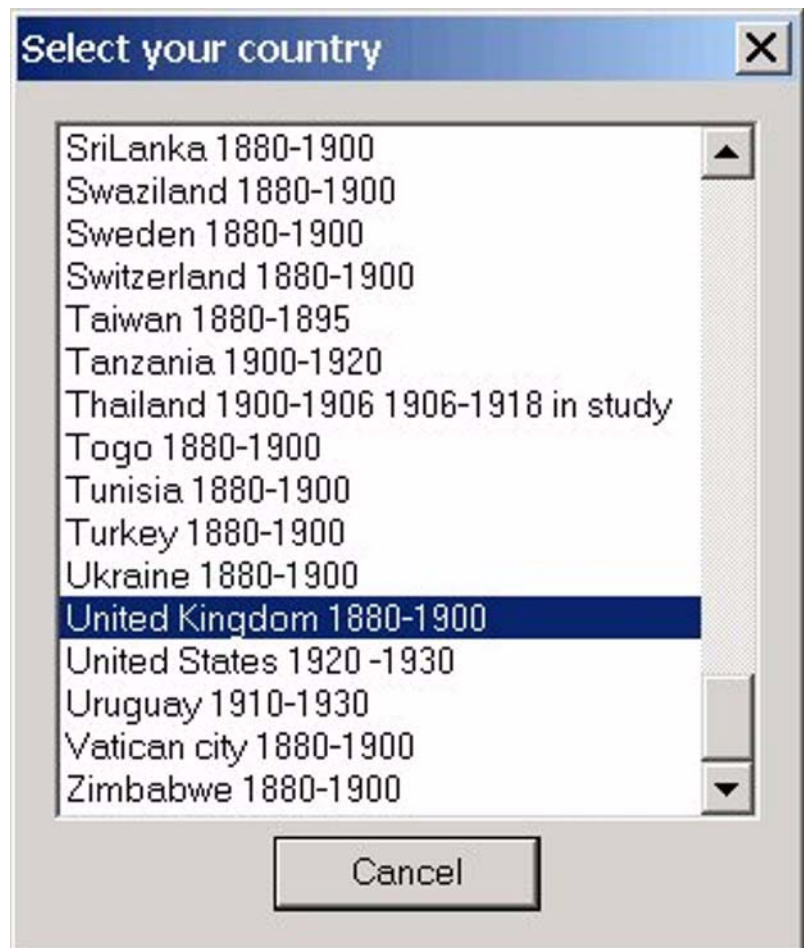 Select your country
SriLanka 1880-1900
Swaziland 1880-1900
Sweden 1880-1900
Switzerland 1880-1900
Taiwan 1880-1895
Tanzania 1900-1920
Thailand 1900-1906 1906-1918 in study
Togo 1880-1900
Tunisia 1880-1900
Turkey 1880-1900
Ukraine 1880-1900
United Kingdom 1880-1900
United States 1920 -1930
Uruguay 1910-1930
Vatican city 1880-1900
Zimbabwe 1880-1900
Cancel